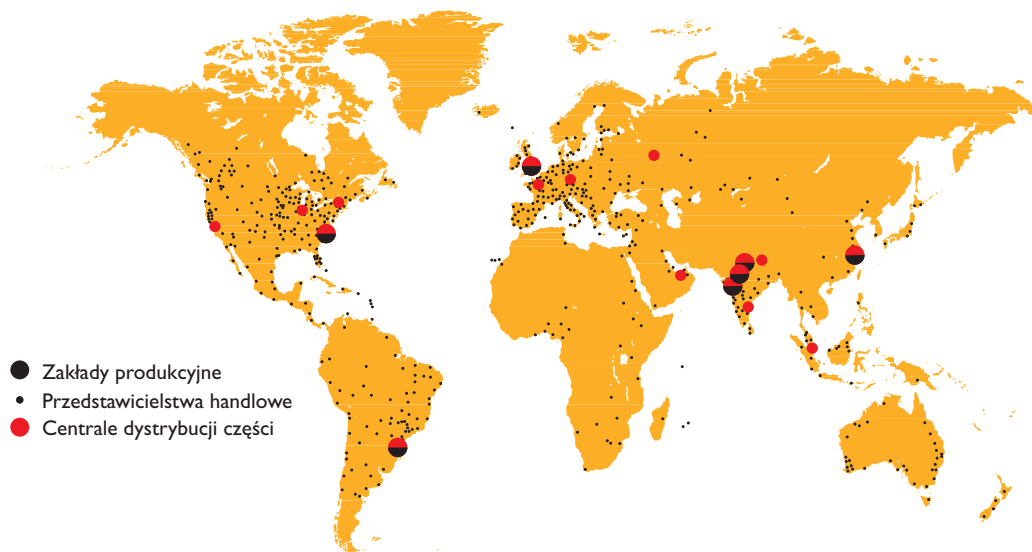 Zakłady produkcyjne
Przedstawicielstwa handlowe
Centrale dystrybucji części